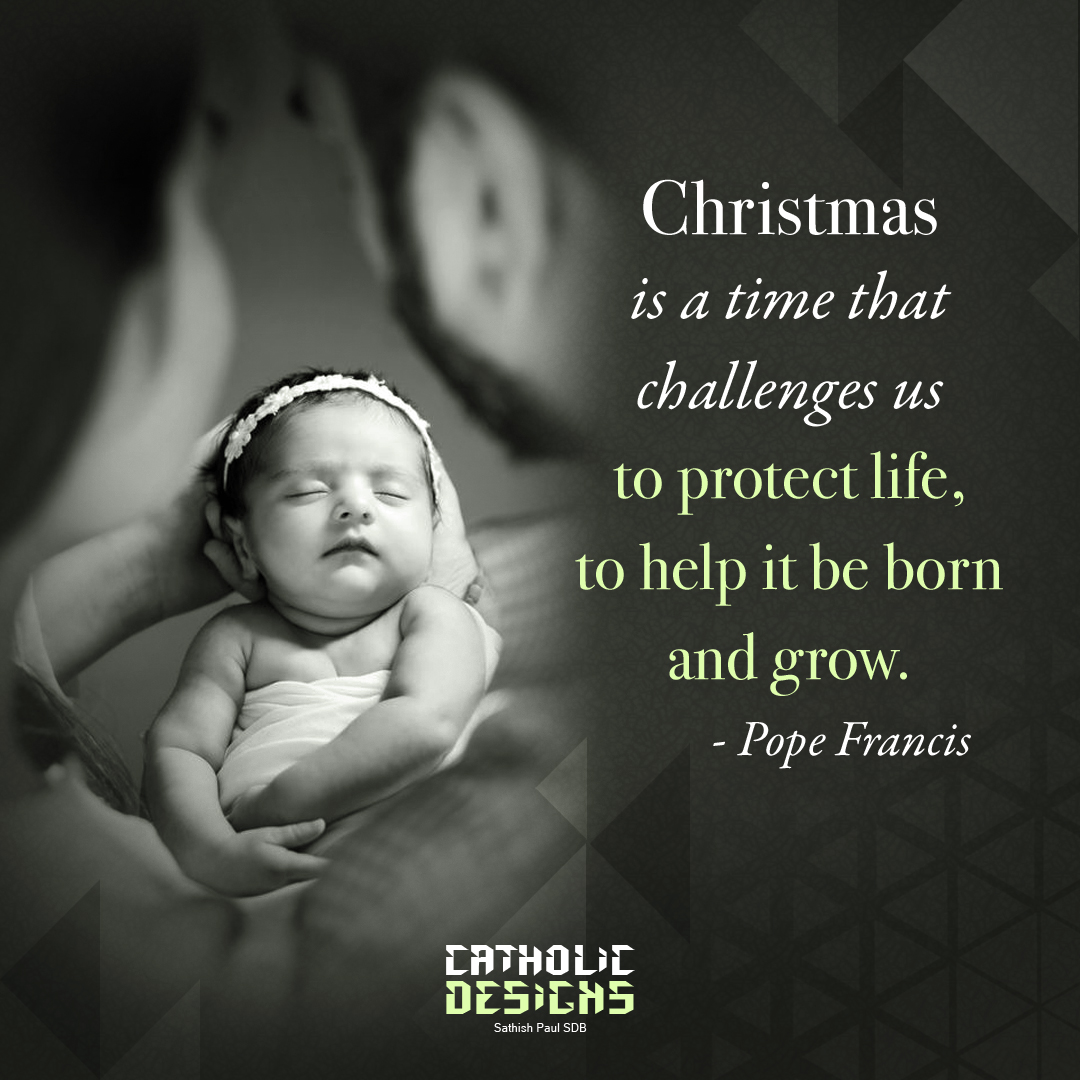 Christmas
is a time that
challenges us
to protect life,
to help it be born
and grow.
- Pope Francis
CATHOLIC
DESIGNS
Sathish Paul SDB